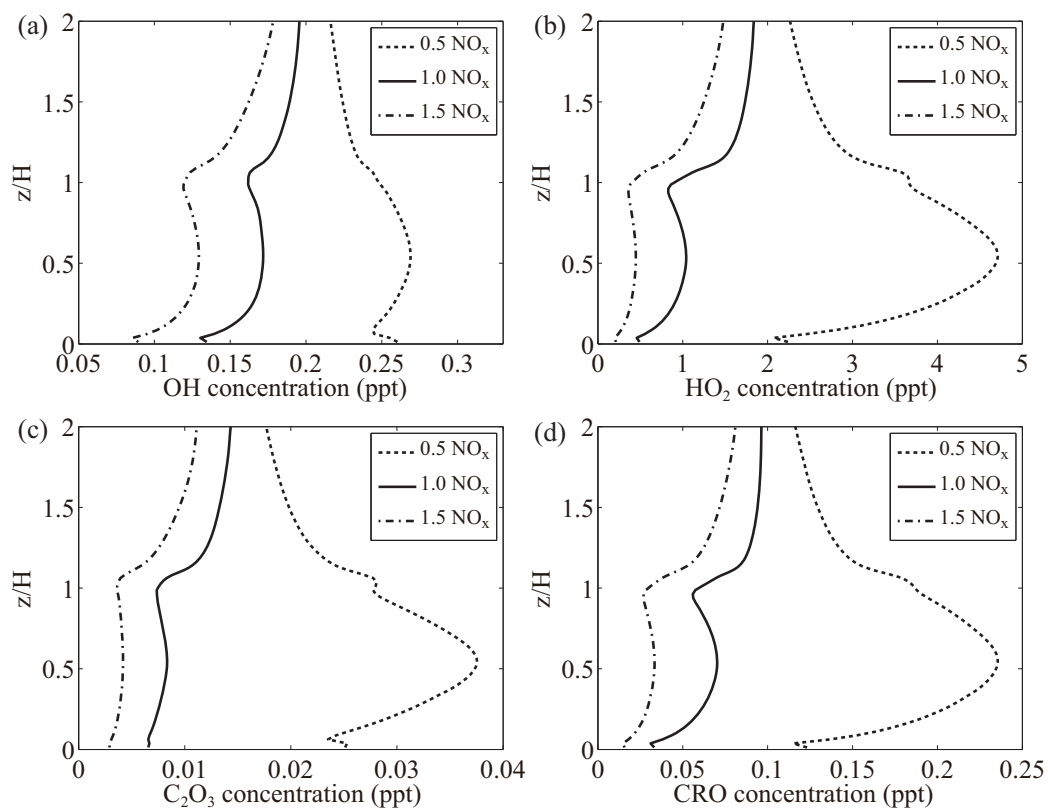 (a)
2
1.5
1
0.5
0
z/H
0.5 NOx
1.0 NOx
1.5 NOx
0.05 0.1 0.15 0.2 0.25 0.3
OH concentration (ppt)
(b)
2
1.5
1
0.5
0
z/H
0.5 NOx
1.0 NOx
1.5 NOx
0 1 2 3 4 5
HO2 concentration (ppt)
(c)
2
1.5
1
0.5
0
z/H
0.5 NOx
1.0 NOx
1.5 NOx
0 0.01 0.02 0.03 0.04
C2O3 concentration (ppt)
(d)
2
1.5
1
0.5
0
z/H
0.5 NOx
1.0 NOx
1.5 NOx
0 0.05 0.1 0.15 0.2 0.25
CRO concentration (ppt)